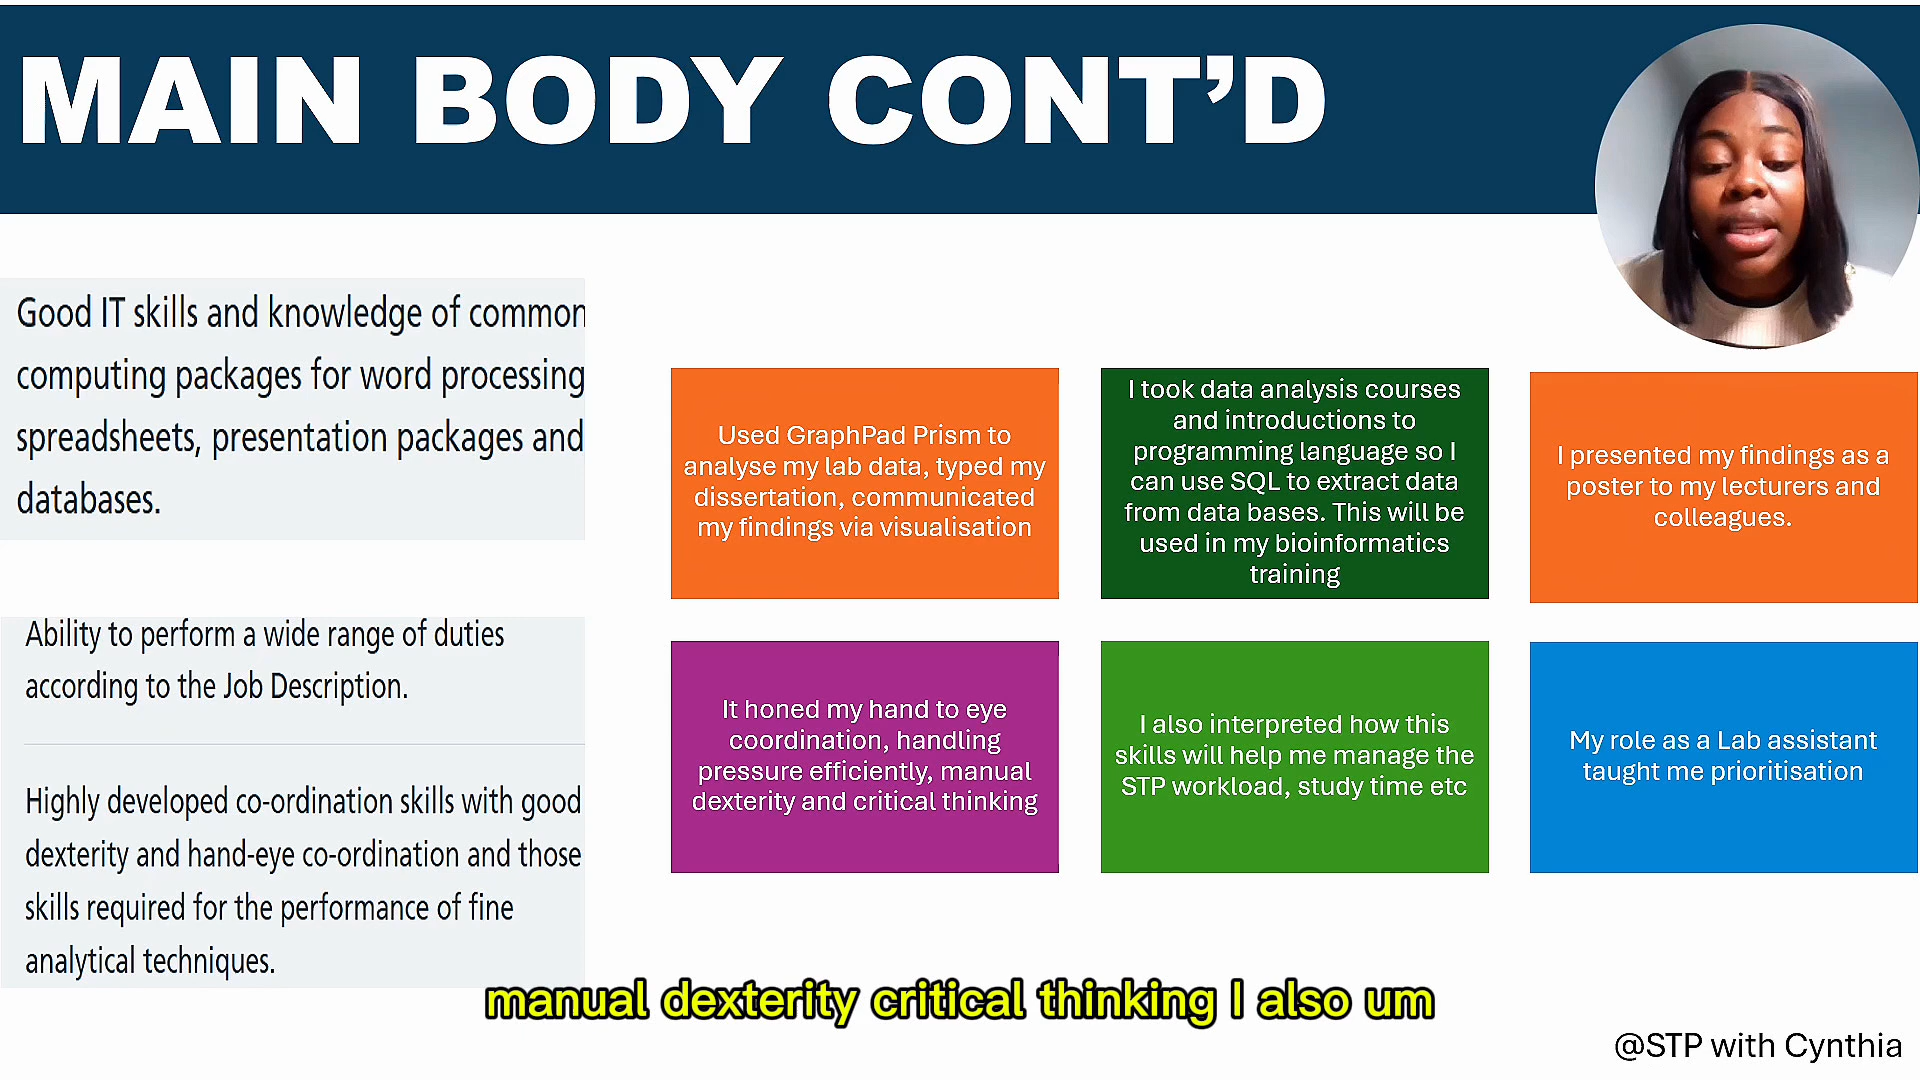 MAIN BODY CONT’D
Good IT skills and knowledge of common
computing packages for word processing
spreadsheets, presentation packages and
databases.
Ability to perform a wide range of duties
according to the Job Description.
Highly developed co-ordination skills with good
dexterity and hand-eye co-ordination and those
skills required for the performance of fine
analytical techniques.
Used GraphPad Prism to
analyse my lab data, typed my
dissertation, communicated
my findings via visualisation
I took data analysis courses
and introductions to
programming language so I
can use SQL to extract data
from data bases. This will be
used in my bioinformatics
training
I presented my findings as a
poster to my lecturers and
colleagues.
It honed my hand to eye
coordination, handling
pressure efficiently, manual
dexterity and critical thinking
I also interpreted how this
skills will help me manage the
STP workload, study time etc
My role as a Lab assistant
taught me prioritisation
manual dexterity critical thinking I also um
@STP with Cynthia